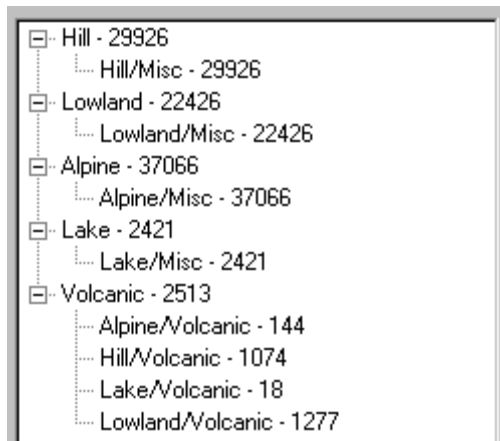 Hill - 29926
Hill/Misc - 29926
Lowland - 22426
Lowland/Misc - 22426
Alpine - 37066
Alpine/Misc - 37066
Lake - 2421
Lake/Misc - 2421
Volcanic - 2513
Alpine/Volcanic - 144
Hill/Volcanic - 1074
Lake/Volcanic - 18
Lowland/Volcanic - 1277